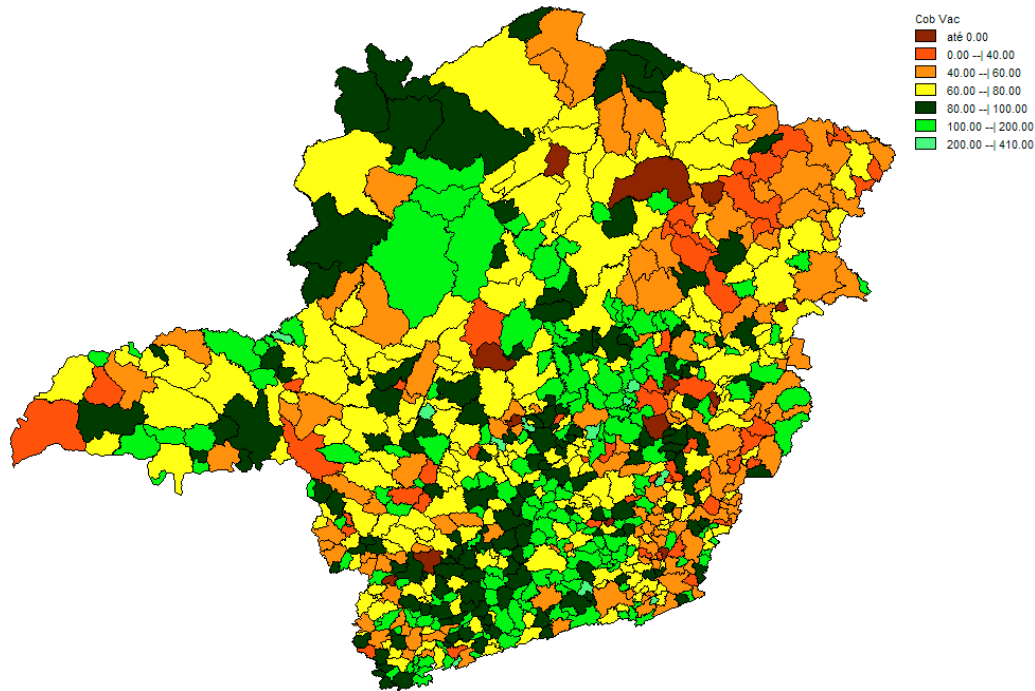 Cob Vac
até 0.00
0.00 --| 40.00
40.00 --| 60.00
60.00 --| 80.00
80.00 --| 100.00
100.00 --| 200.00
200.00 --| 410.00